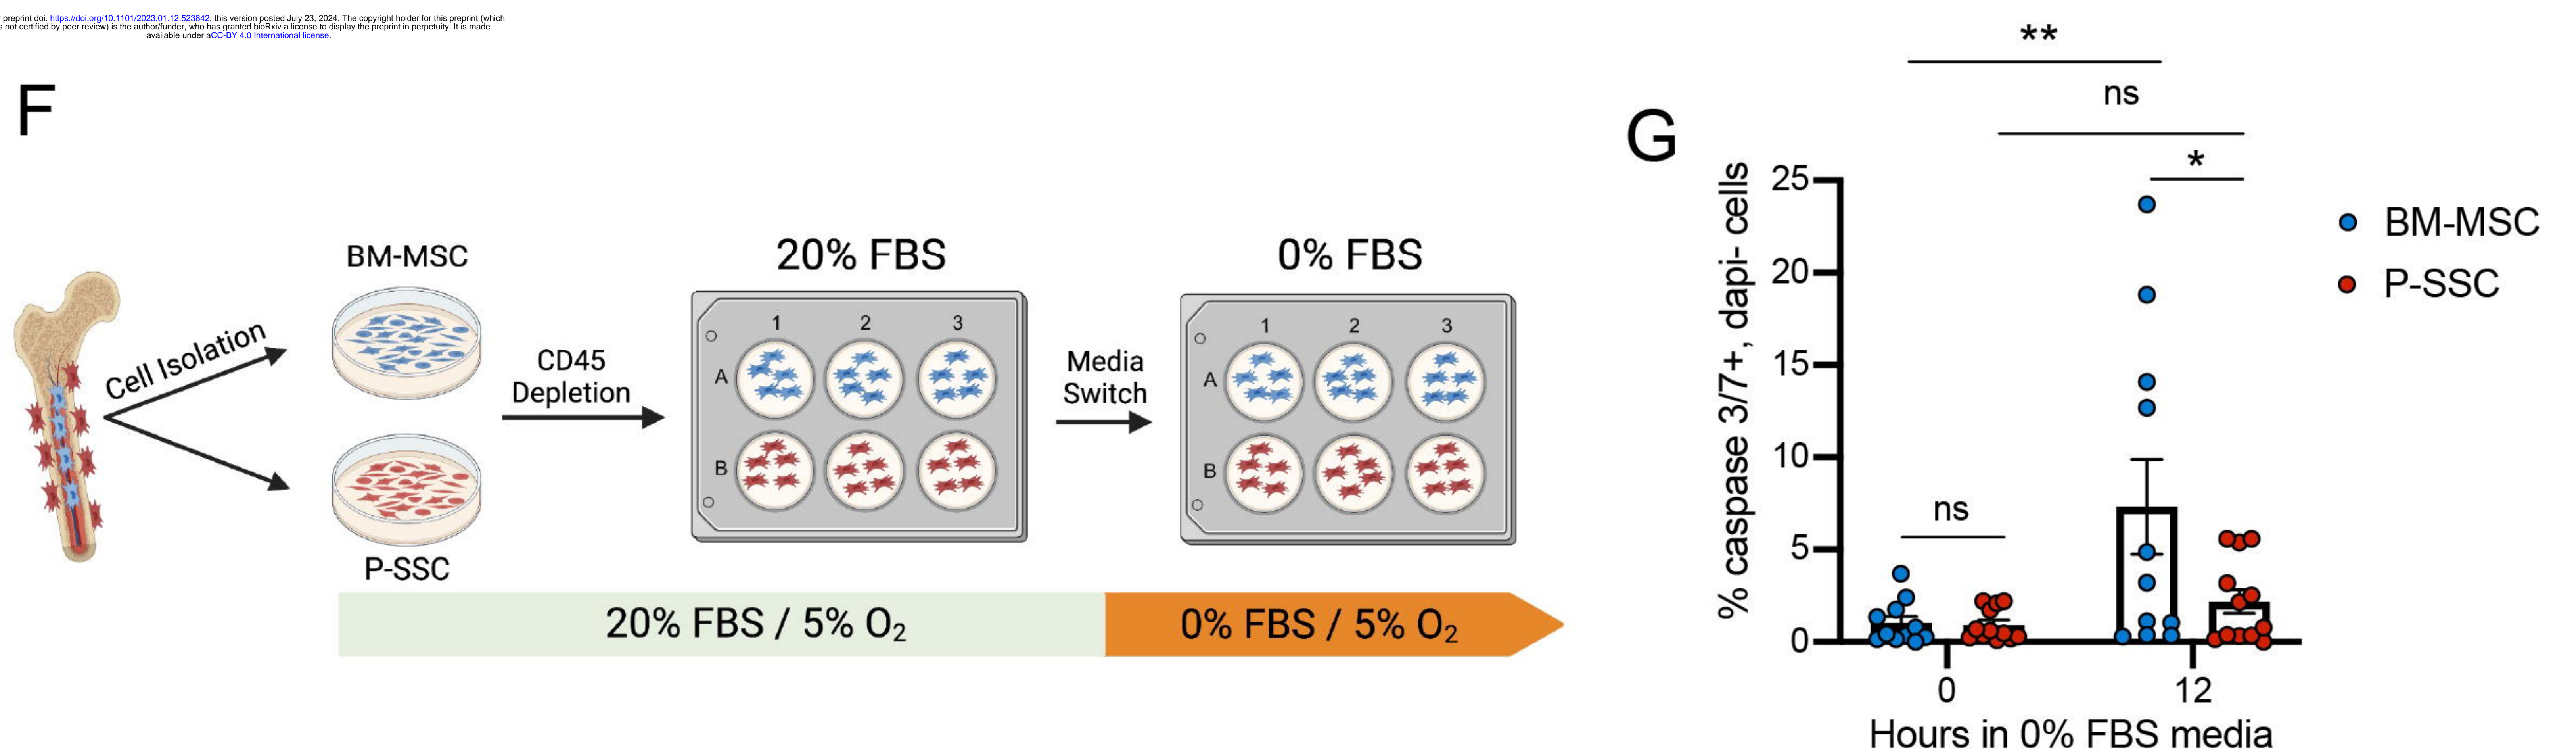 preprint doi: https://doi.org/10.1101/2023.01.12.523842; this version posted July 23, 2024. The copyright holder for this preprint (which
not certified by peer review) is the author/funder, who has granted bioRxiv a license to display the preprint in perpetuity. It is made
available under aCC-BY 4.0 International license.
F
Cell Isolation
BM-MSC
P-SSC
CD45
Depletion
20% FBS
1 2 3
A
B
Media
Switch
0% FBS
1 2 3
A
B
20% FBS / 5% O₂
0% FBS / 5% O₂
G
**
ns
*
ns
% caspase 3/7+, dapi- cells
25
20
15
10
5
0
0 12
Hours in 0% FBS media
BM-MSC
P-SSC